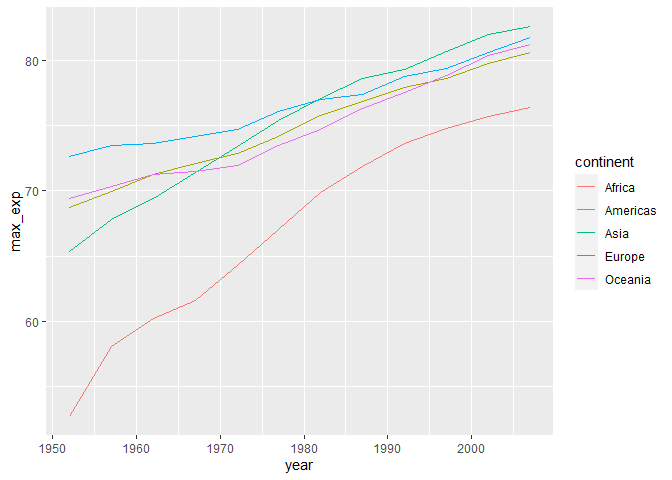 80
70
60
max_exp
1950 1960 1970 1980 1990 2000
year
continent
Africa
Americas
Asia
Europe
Oceania